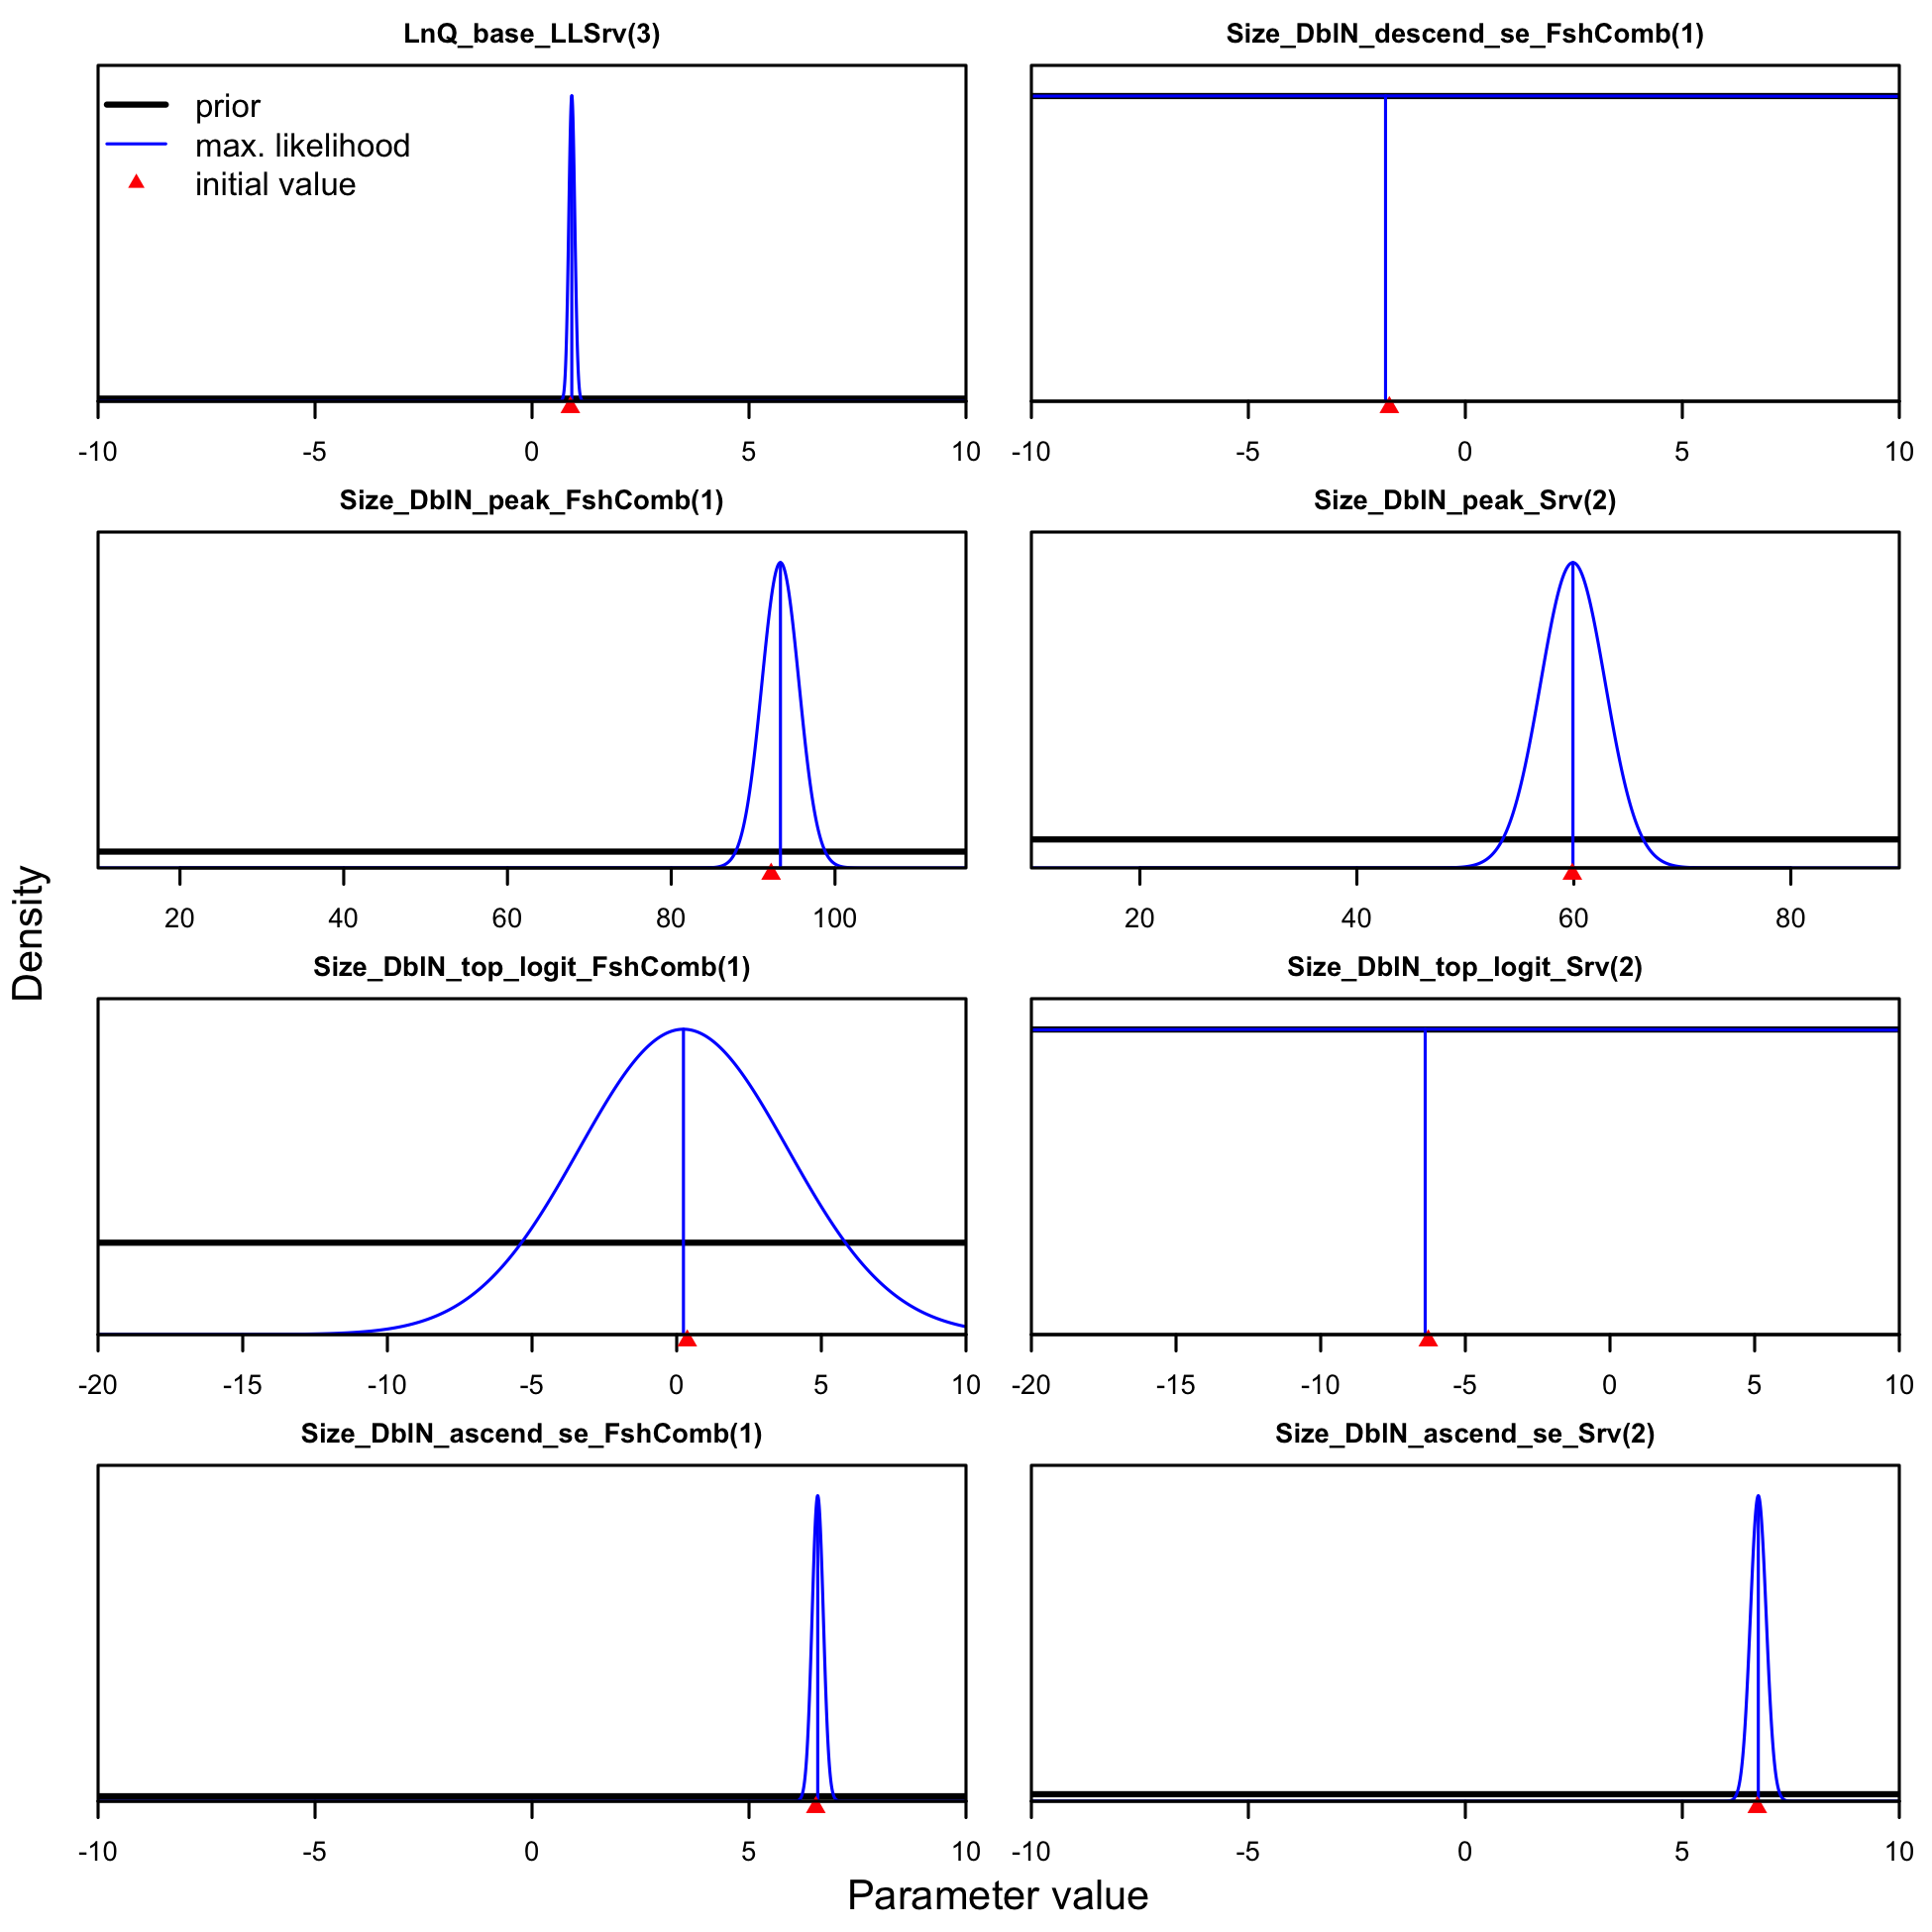 LnQ_base_LLSrv(3)
prior
max. likelihood
initial value
-10 -5 0 5 10
Size_DblN_descend_se_FshComb(1)
-10 -5 0 5 10
Size_DblN_peak_FshComb(1)
20 40 60 80 100
Size_DblN_peak_Srv(2)
20 40 60 80
Size_DblN_top_logit_FshComb(1)
-20 -15 -10 -5 0 5 10
Size_DblN_top_logit_Srv(2)
-20 -15 -10 -5 0 5 10
Size_DblN_ascend_se_FshComb(1)
-10 -5 0 5 10
Size_DblN_ascend_se_Srv(2)
-10 -5 0 5 10
Density
Parameter value